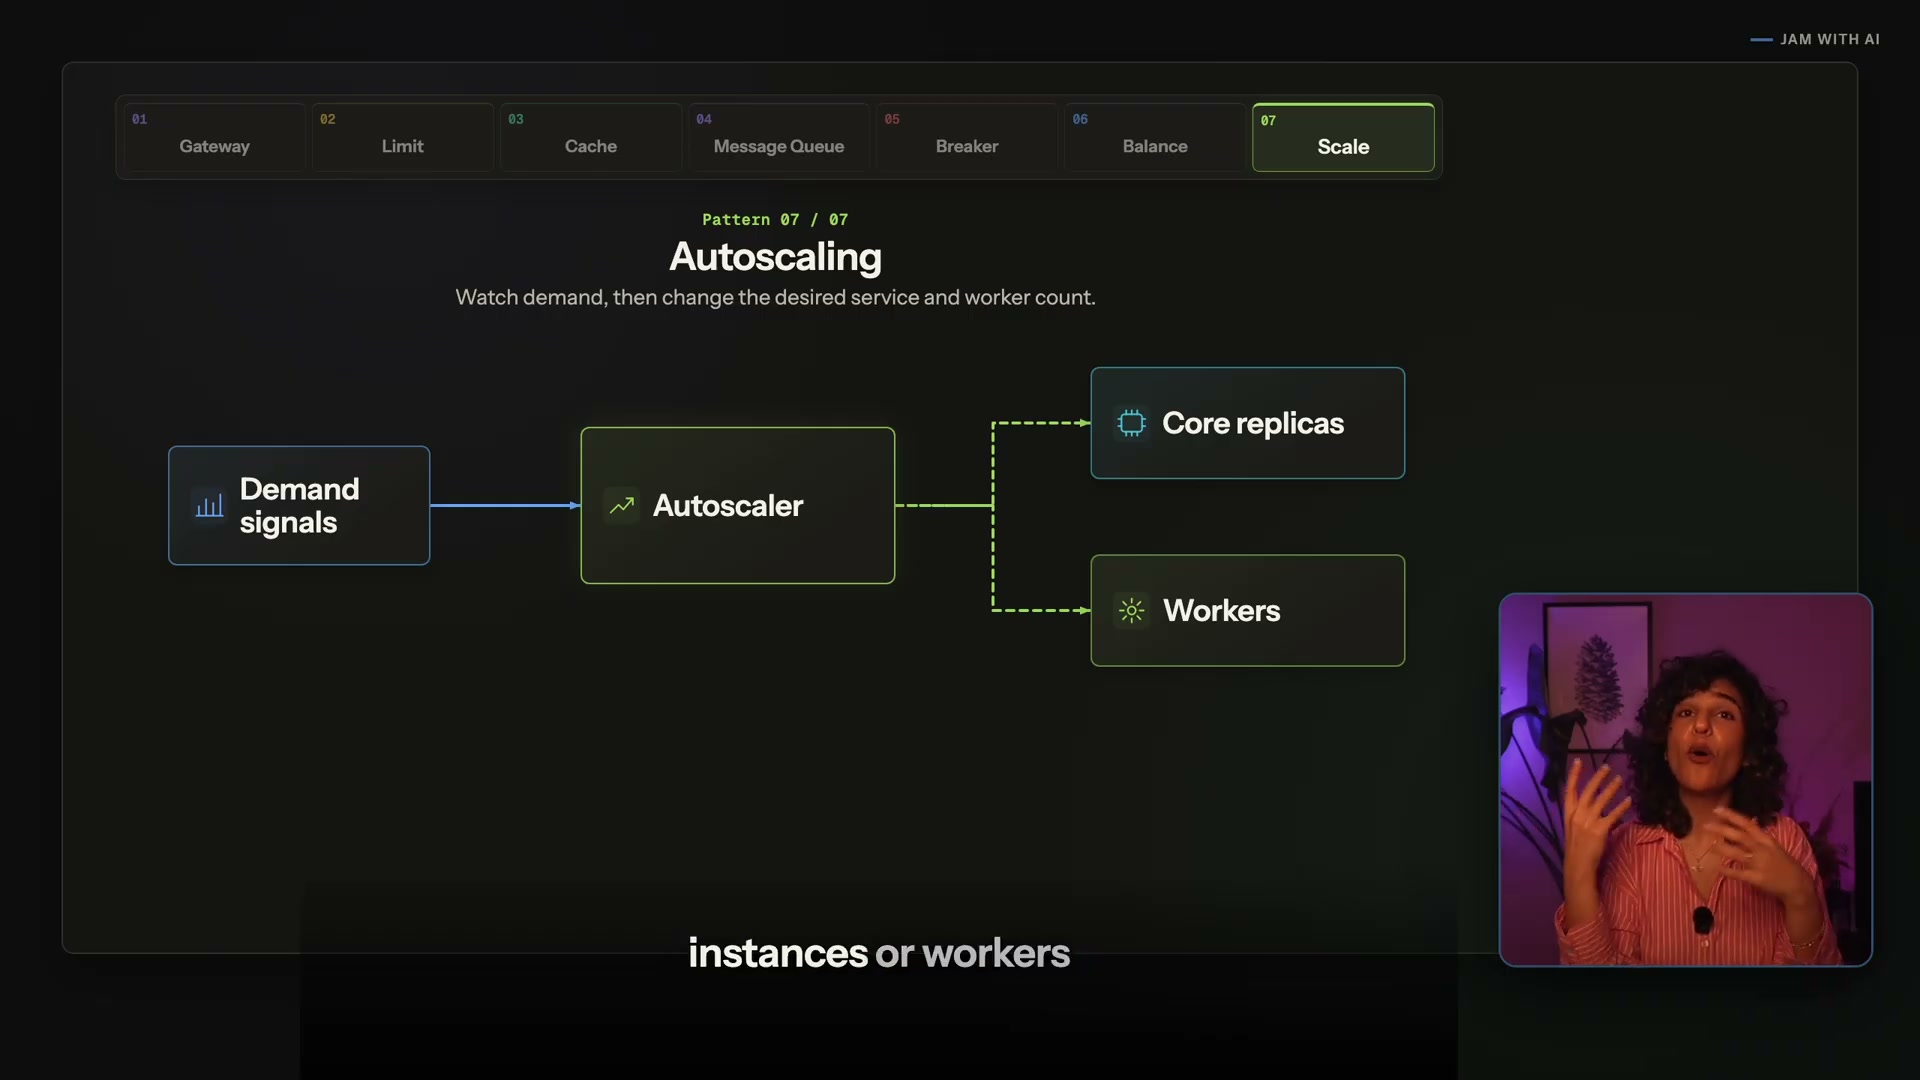 JAM WITH AI
01
Gateway
02
Limit
03
Cache
04
Message Queue
05
Breaker
06
Balance
07
Scale
Pattern 07 / 07
Autoscaling
Watch demand, then change the desired service and worker count.
Demand
signals
Autoscaler
Core replicas
Workers
instances or workers